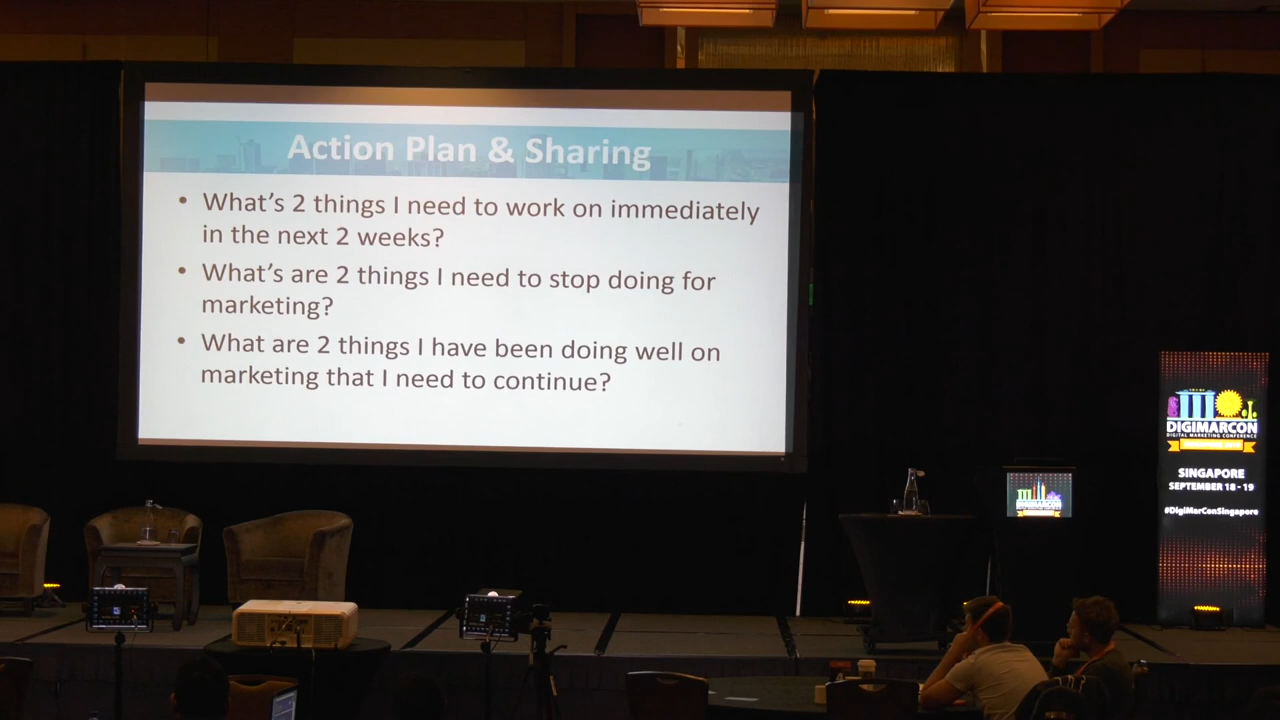 Action Plan & Sharing
• What's 2 things I need to work on immediately
in the next 2 weeks?
• What's are 2 things I need to stop doing for
marketing?
• What are 2 things I have been doing well on
marketing that I need to continue?
DIGIMARCON
DIGITAL MARKETING CONFERENCE
SINGAPORE
SEPTEMBER 18 - 19
#DigiMarConSingapore